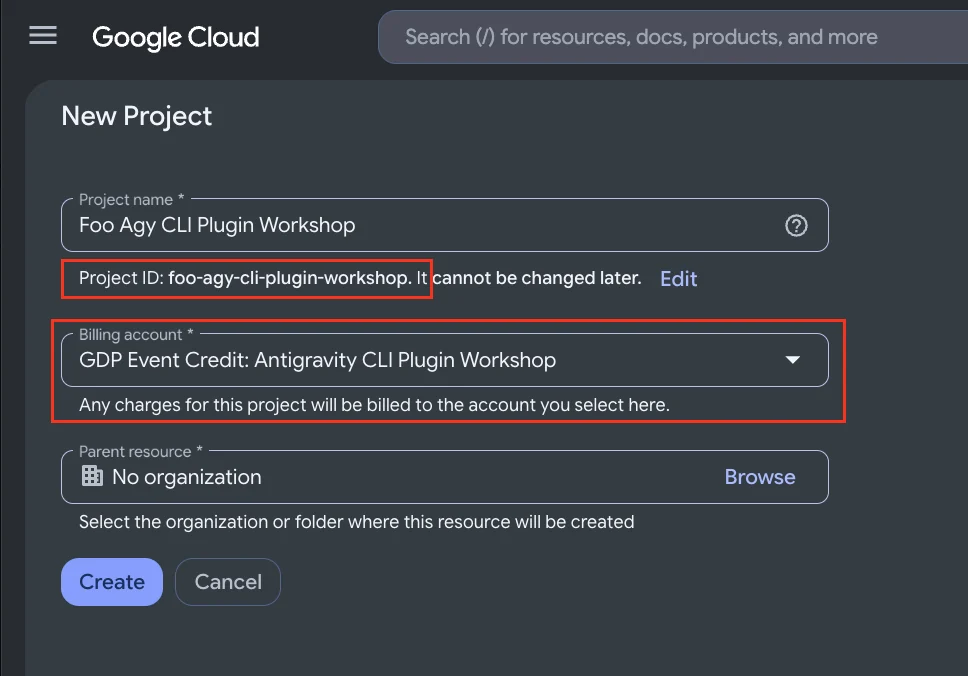 Google Cloud
Search (/) for resources, docs, products, and more
New Project
Project name *
Foo Agy CLI Plugin Workshop
Project ID: foo-agy-cli-plugin-workshop. It cannot be changed later. Edit
Billing account *
GDP Event Credit: Antigravity CLI Plugin Workshop
Any charges for this project will be billed to the account you select here.
Parent resource *
No organization Browse
Select the organization or folder where this resource will be created
Create Cancel